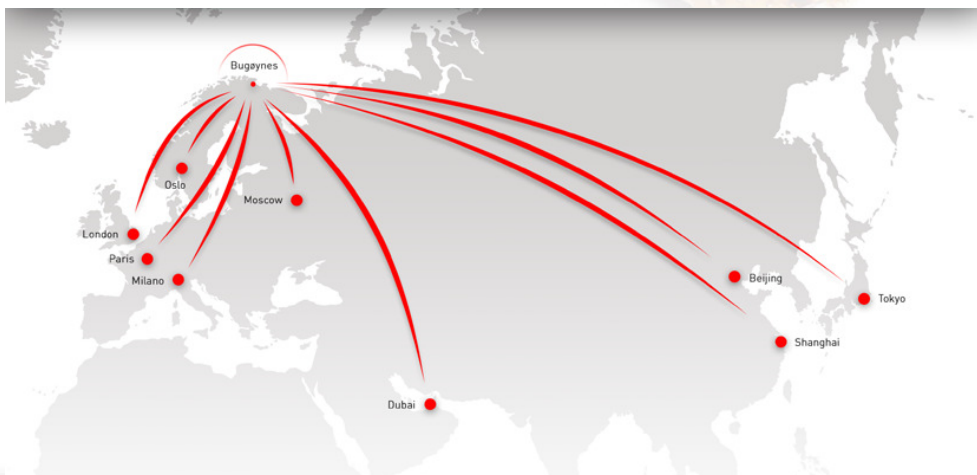 Bugøynes
Oslo
Moscow
London
Paris
Milano
Beijing
Tokyo
Shanghai
Dubai